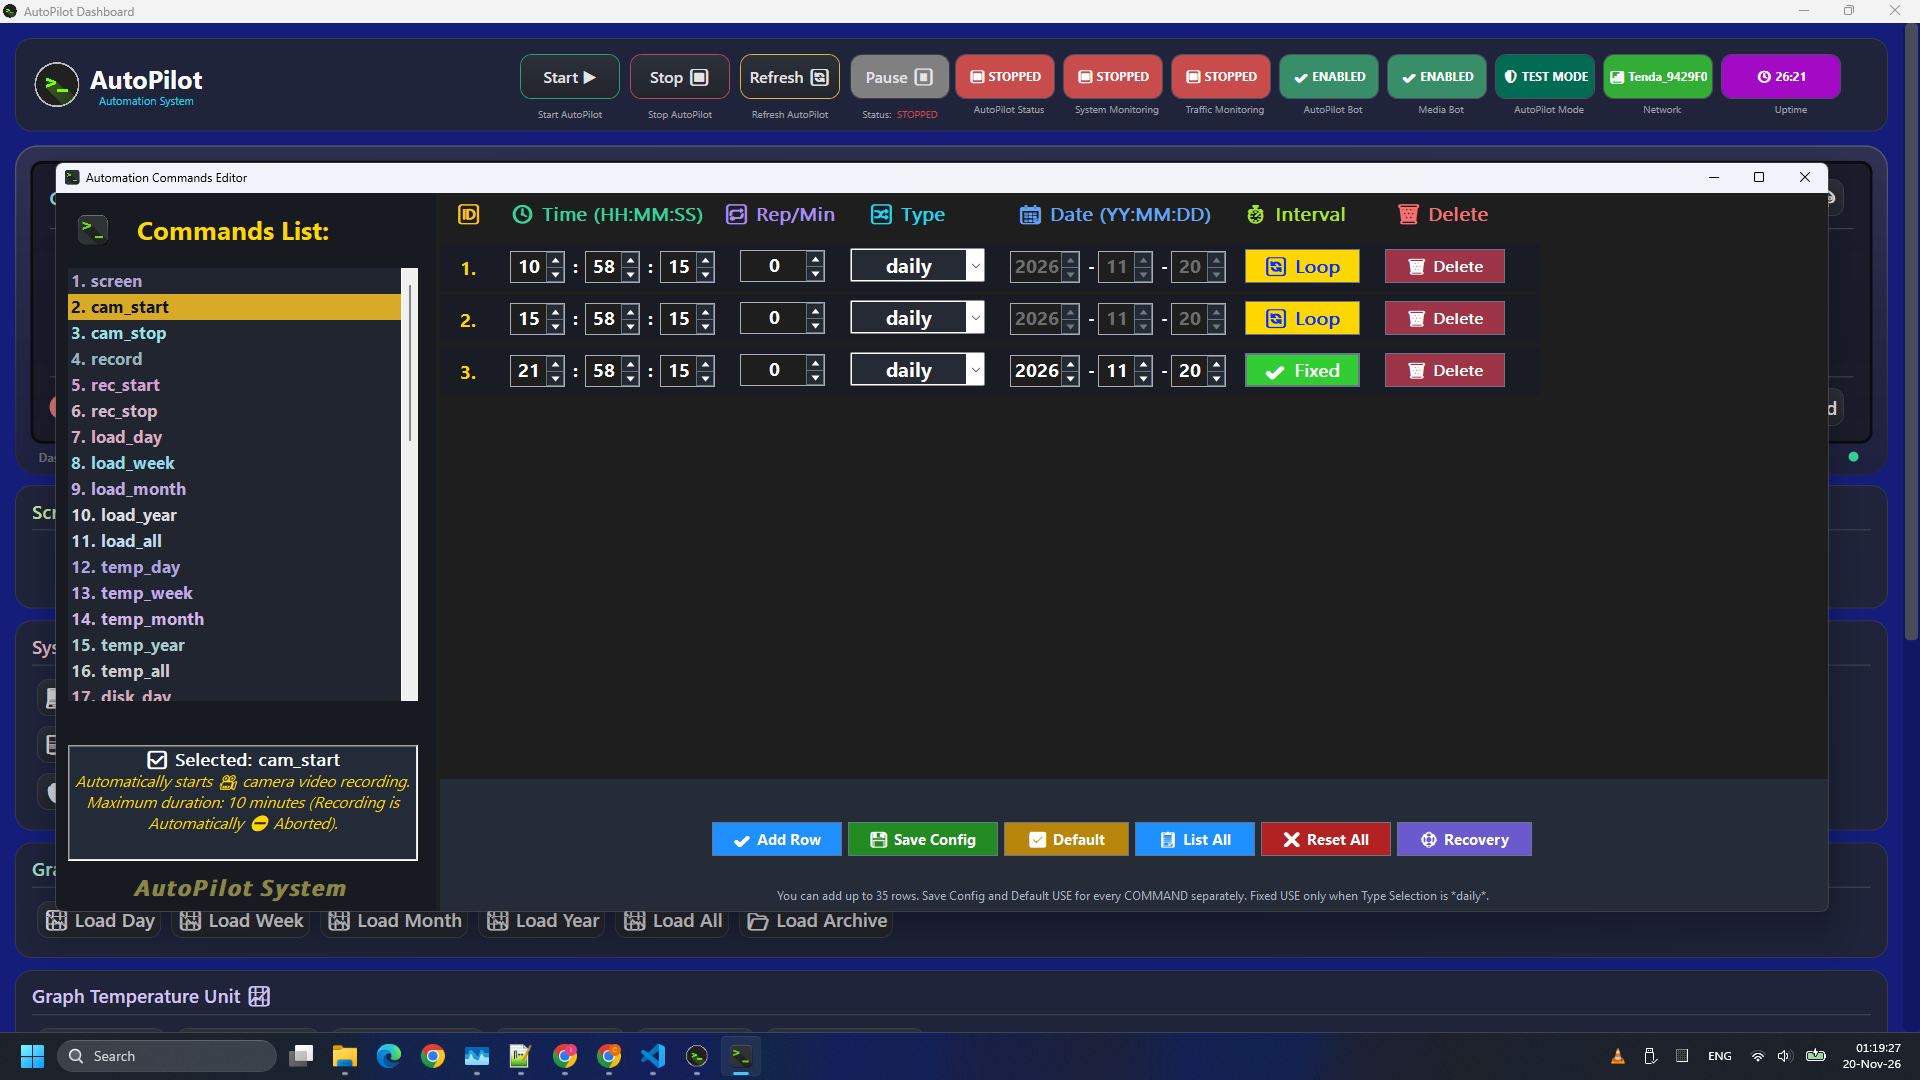 AutoPilot Dashboard
AutoPilot
Automation System
Start
Stop
Refresh
Pause
STOPPED
STOPPED
STOPPED
ENABLED
ENABLED
TEST MODE
Tenda_9429F0
26:21
Start AutoPilot
Stop AutoPilot
Refresh AutoPilot
Status: STOPPED
AutoPilot Status
System Monitoring
Traffic Monitoring
AutoPilot Bot
Media Bot
AutoPilot Mode
Network
Uptime
Automation Commands Editor
Commands List:
1. screen
2. cam_start
3. cam_stop
4. record
5. rec_start
6. rec_stop
7. load_day
8. load_week
9. load_month
10. load_year
11. load_all
12. temp_day
13. temp_week
14. temp_month
15. temp_year
16. temp_all
17. disk_day
Selected: cam_start
Automatically starts camera video recording.
Maximum duration: 10 minutes (Recording is
Automatically Aborted).
AutoPilot System
ID Time (HH:MM:SS) Rep/Min Type Date (YY:MM:DD) Interval Delete
1. 10 : 58 : 15 0 daily 2026 - 11 - 20 Loop Delete
2. 15 : 58 : 15 0 daily 2026 - 11 - 20 Loop Delete
3. 21 : 58 : 15 0 daily 2026 - 11 - 20 Fixed Delete
Add Row
Save Config
Default
List All
Reset All
Recovery
You can add up to 35 rows. Save Config and Default USE for every COMMAND separately. Fixed USE only when Type Selection is *daily*.
Das
Scr
Sys
Gra
d
Load Day
Load Week
Load Month
Load Year
Load All
Load Archive
Graph Temperature Unit
Search
ENG
01:19:27
20-Nov-26